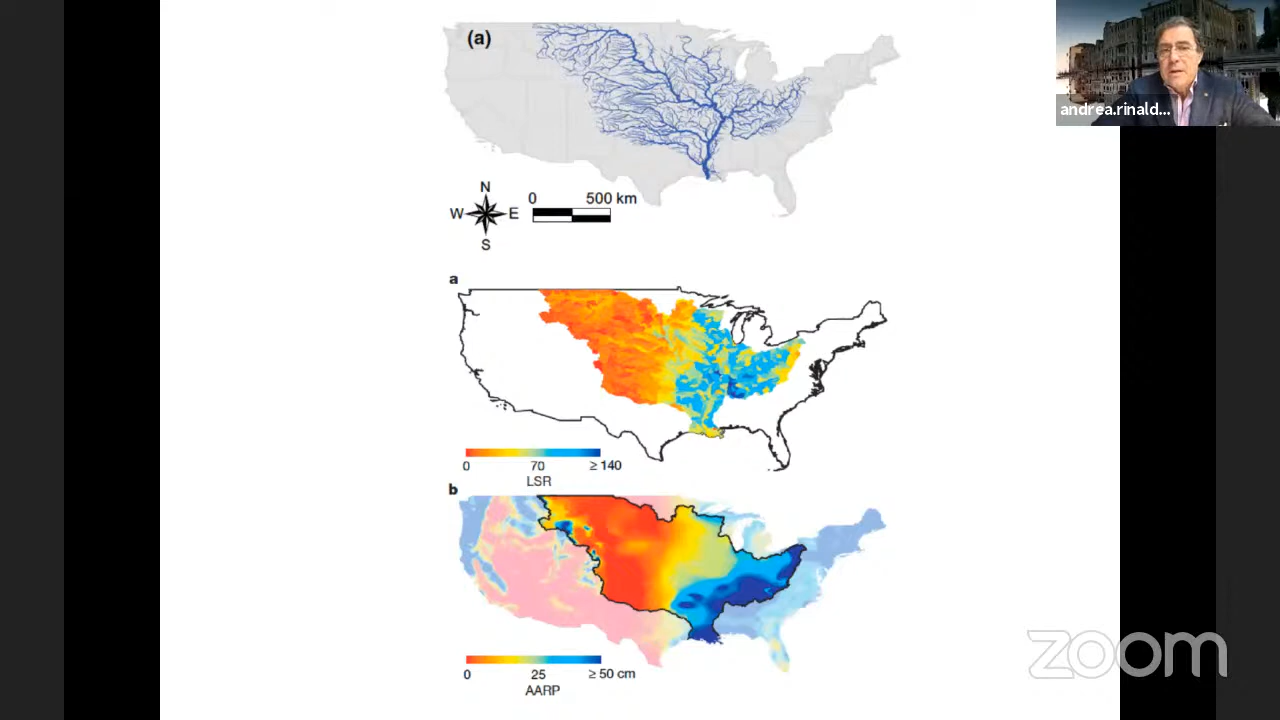 (a)
andrea.rinald...
N
W E
S
0 500 km
a
0 70 ≥ 140
LSR
b
0 25 ≥ 50 cm
AARP
zoom